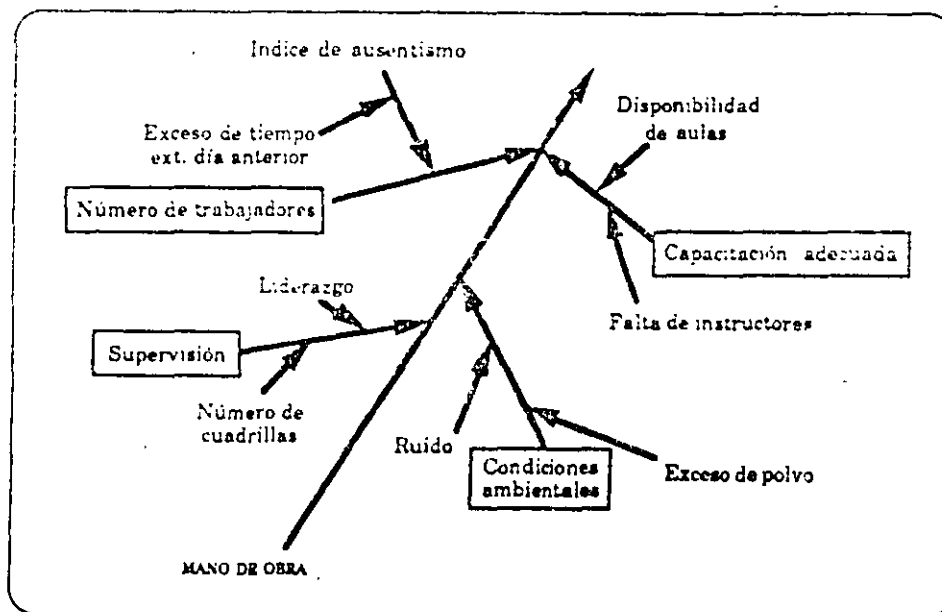 Indice de ausentismo
Disponibilidad
de aulas
Exceso de tiempo
ext. día anterior
Número de trabajadores
Capacitación adecuada
Liderazgo
Falta de instructores
Supervisión
Número de
cuadrillas
Ruído
Condiciones
ambientales
Exceso de polvo
MANO DE OBRA